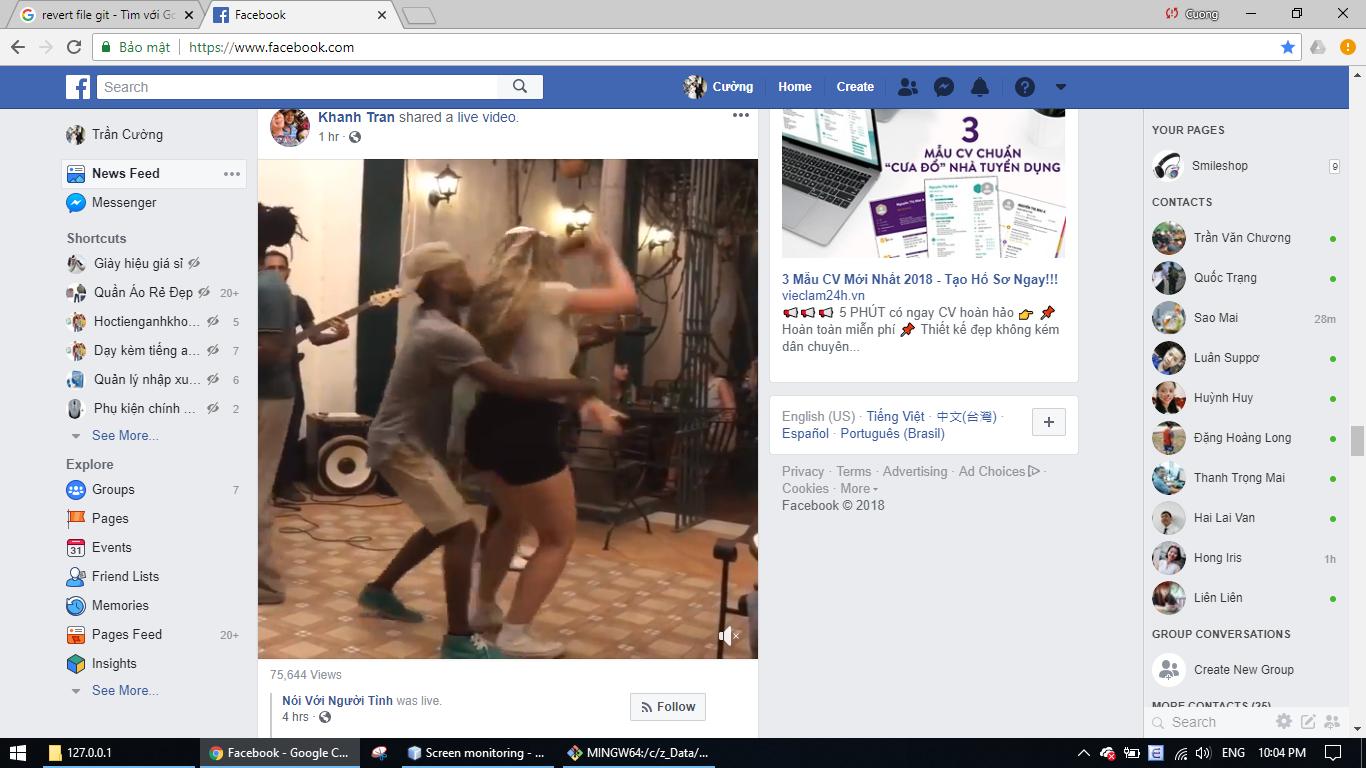 revert file git - Tìm với Go
Facebook
Cuong
Bảo mật
https://www.facebook.com
Search
Cường
Home
Create
Trần Cường
News Feed
Messenger
Shortcuts
Giày hiệu giá sỉ
Quần Áo Rẻ Đẹp 20+
Hoctienganhkho... 5
Dạy kèm tiếng a... 7
Quản lý nhập xu... 6
Phụ kiện chính ... 2
See More...
Explore
Groups 7
Pages
31 Events
Friend Lists
Memories
Pages Feed 20+
Insights
See More...
Khanh Tran shared a live video.
1 hr ·
75,644 Views
Nói Với Người Tình was live.
4 hrs ·
Follow
3
MẪU CV CHUẨN
“CƯA ĐỔ” NHÀ TUYỂN DỤNG
3 Mẫu CV Mới Nhất 2018 - Tạo Hồ Sơ Ngay!!!
vieclam24h.vn
📢📢📢 5 PHÚT có ngay CV hoàn hảo 👉 📌
Hoàn toàn miễn phí 📌 Thiết kế đẹp không kém
dân chuyên...
English (US) · Tiếng Việt · 中文(台灣) ·
Español · Português (Brasil)
Privacy · Terms · Advertising · Ad Choices ·
Cookies · More
Facebook © 2018
YOUR PAGES
Smileshop 9
CONTACTS
Trần Văn Chương
Quốc Trạng
Sao Mai 28m
Luân Suppơ
Huỳnh Huy
Đặng Hoàng Long
Thanh Trọng Mai
Hai Lai Van
Hong Iris 1h
Liên Liên
GROUP CONVERSATIONS
Create New Group
MORE CONTACTS (25)
Search
127.0.0.1
Facebook - Google C...
Screen monitoring - ...
MINGW64:/c/z_Data/...
ENG
10:04 PM